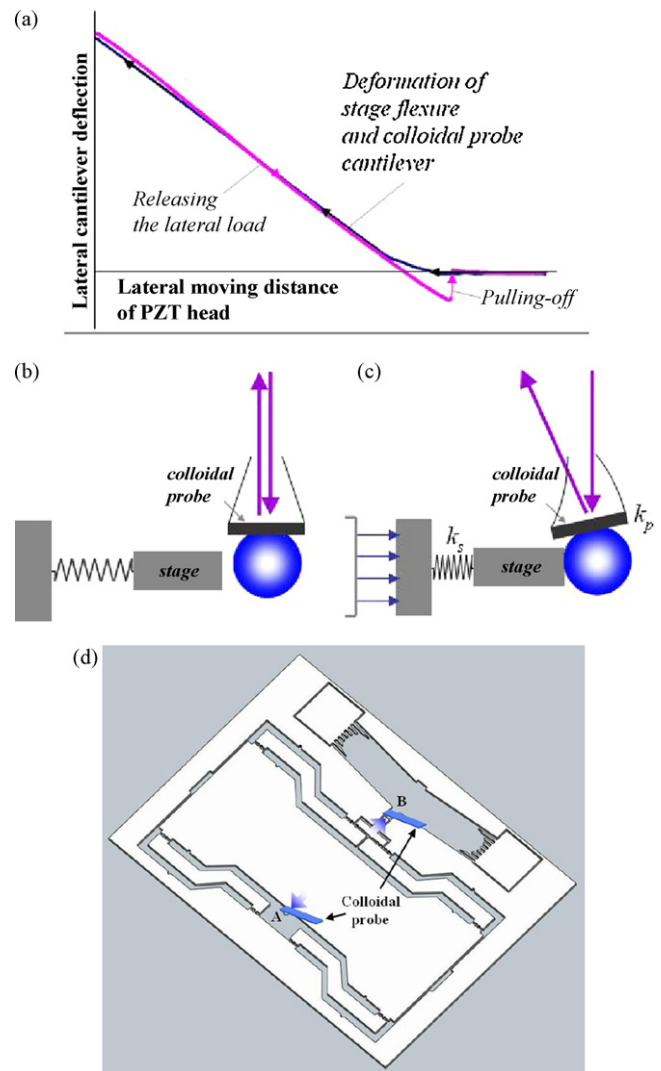 (a)
Lateral cantilever deflection
Deformation of
stage flexure
and colloidal probe
cantilever
Releasing
the lateral load
Lateral moving distance
of PZT head
Pulling-off
(b)
colloidal
probe
stage
(c)
colloidal
probe
k_p
k_s
stage
(d)
B
Colloidal
probe
A